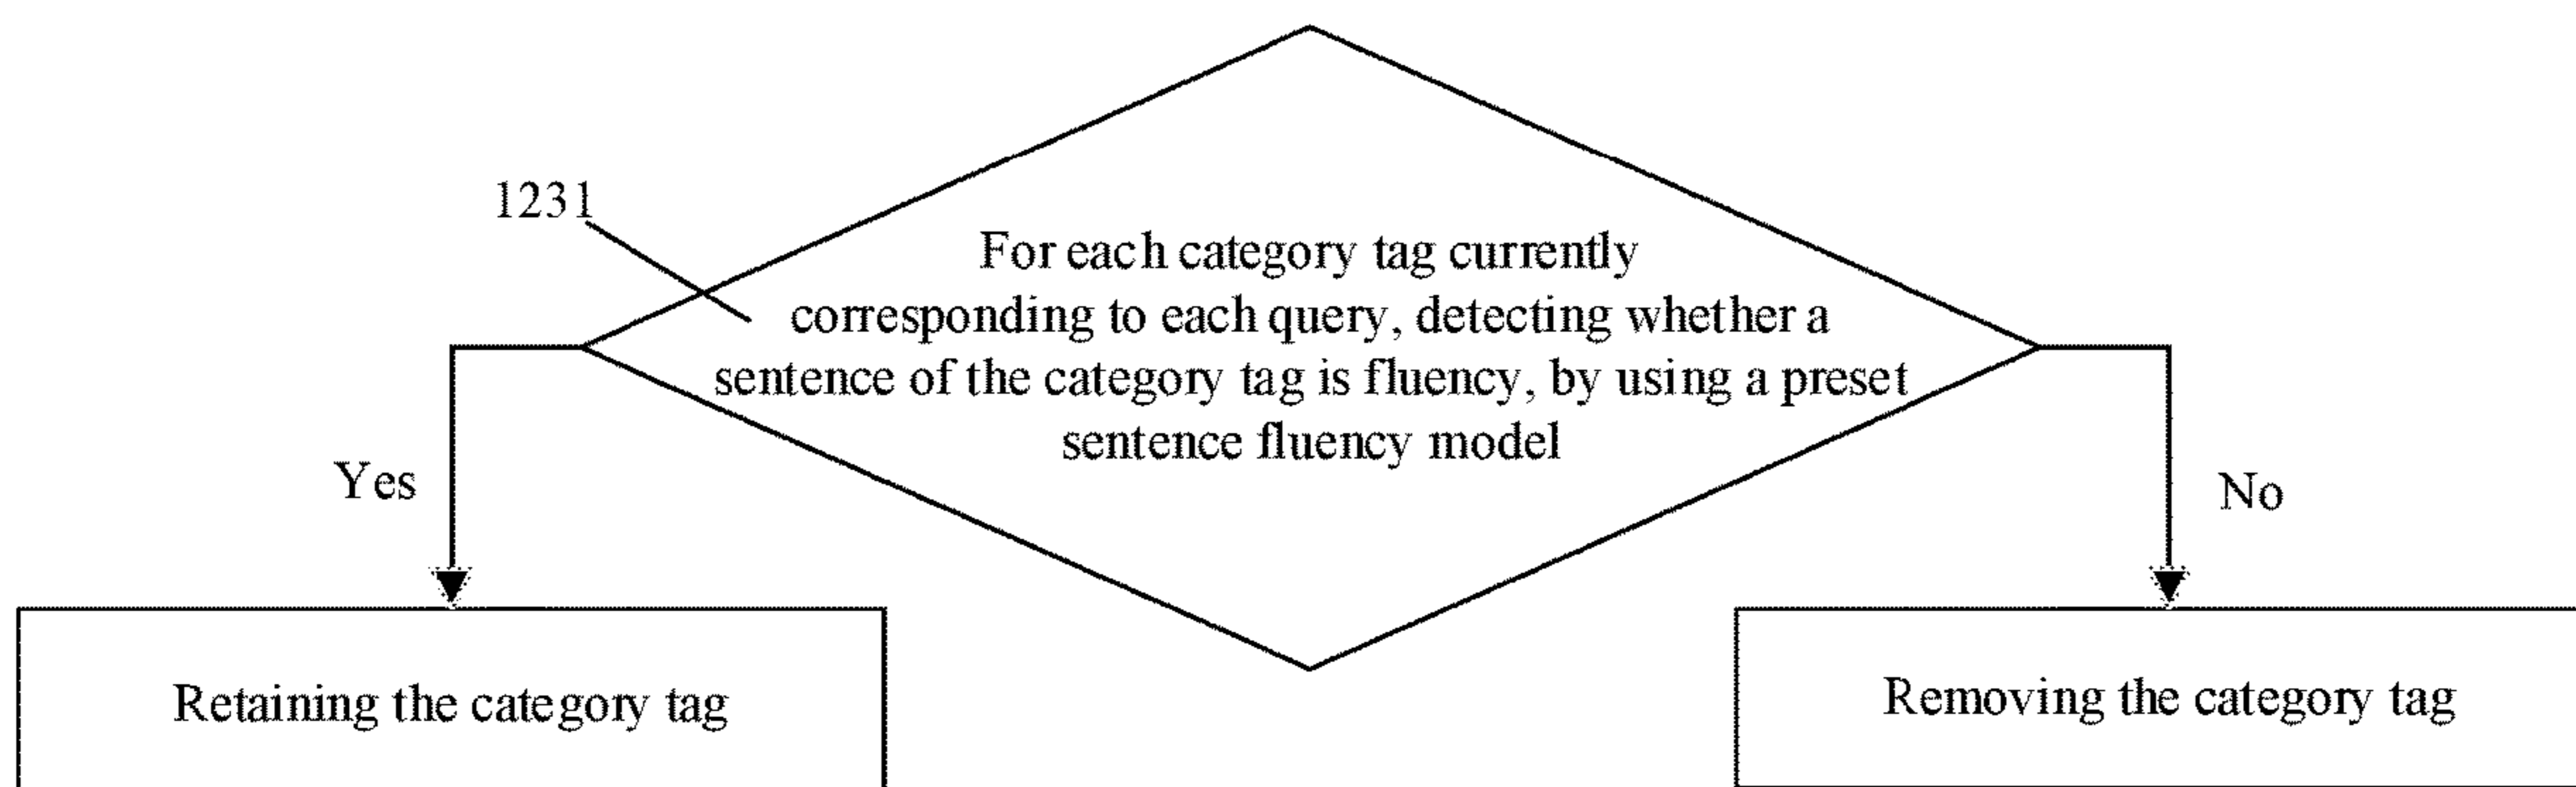 1231
For each category tag currently
corresponding to each query, detecting whether a
sentence of the category tag is fluency, by using a preset
sentence fluency model
Yes
No
Retaining the category tag
Removing the category tag